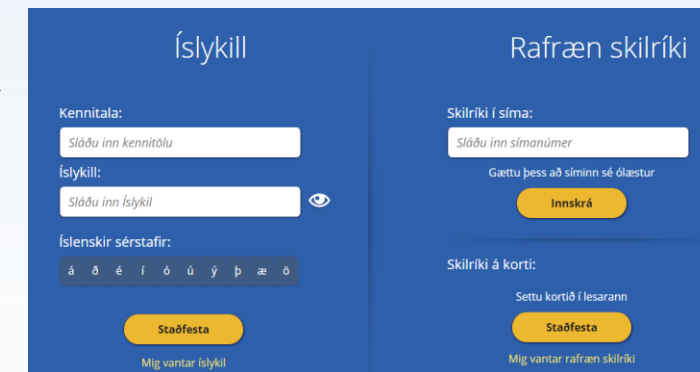 Íslykill
Kennitala:
Sláðu inn kennitölu
Íslykill:
Sláðu inn Íslykil
Íslenskir sérstafir:
á ð é í ó ú ý þ æ ö
Staðfesta
Mig vantar íslykil
Rafræn skilríki
Skilríki í síma:
Sláðu inn símanúmer
Gættu þess að síminn sé ólæstur
Innskrá
Skilríki á korti:
Settu kortið í lesarann
Staðfesta
Mig vantar rafræn skilríki